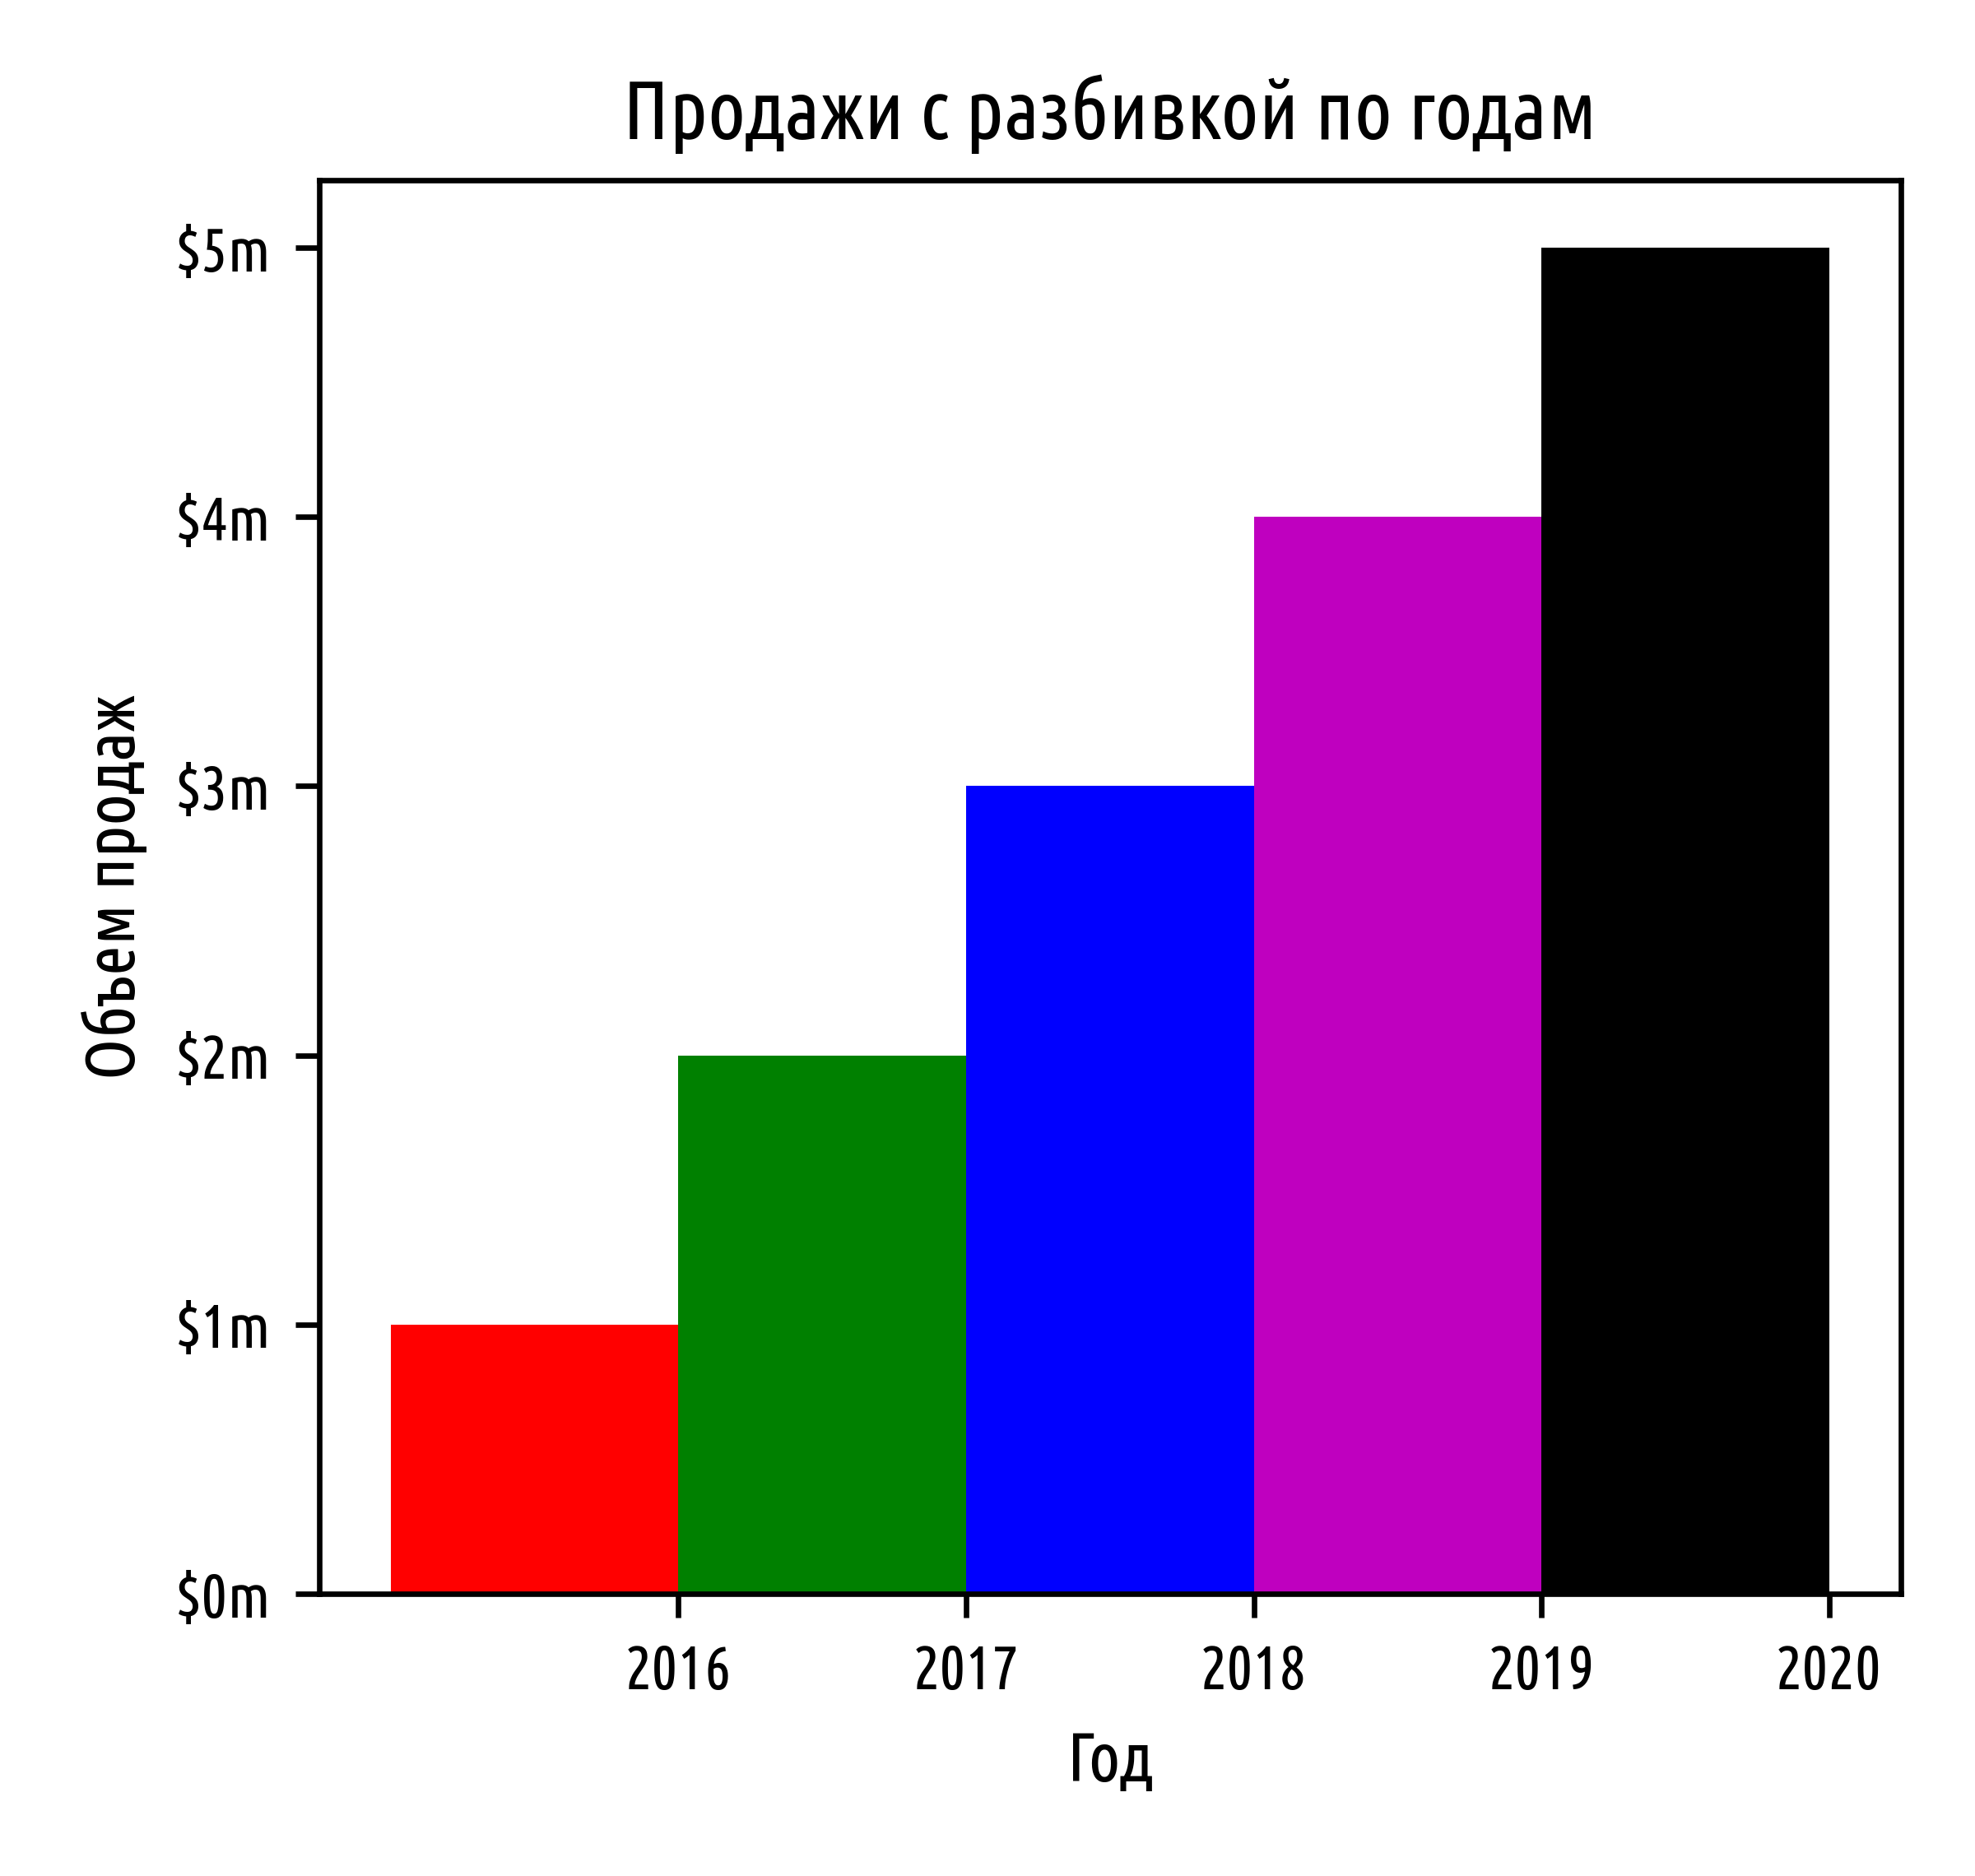 Продажи с разбивкой по годам
$5m
$4m
$3m
$2m
$1m
$0m
Объем продаж
2016 2017 2018 2019 2020
Год